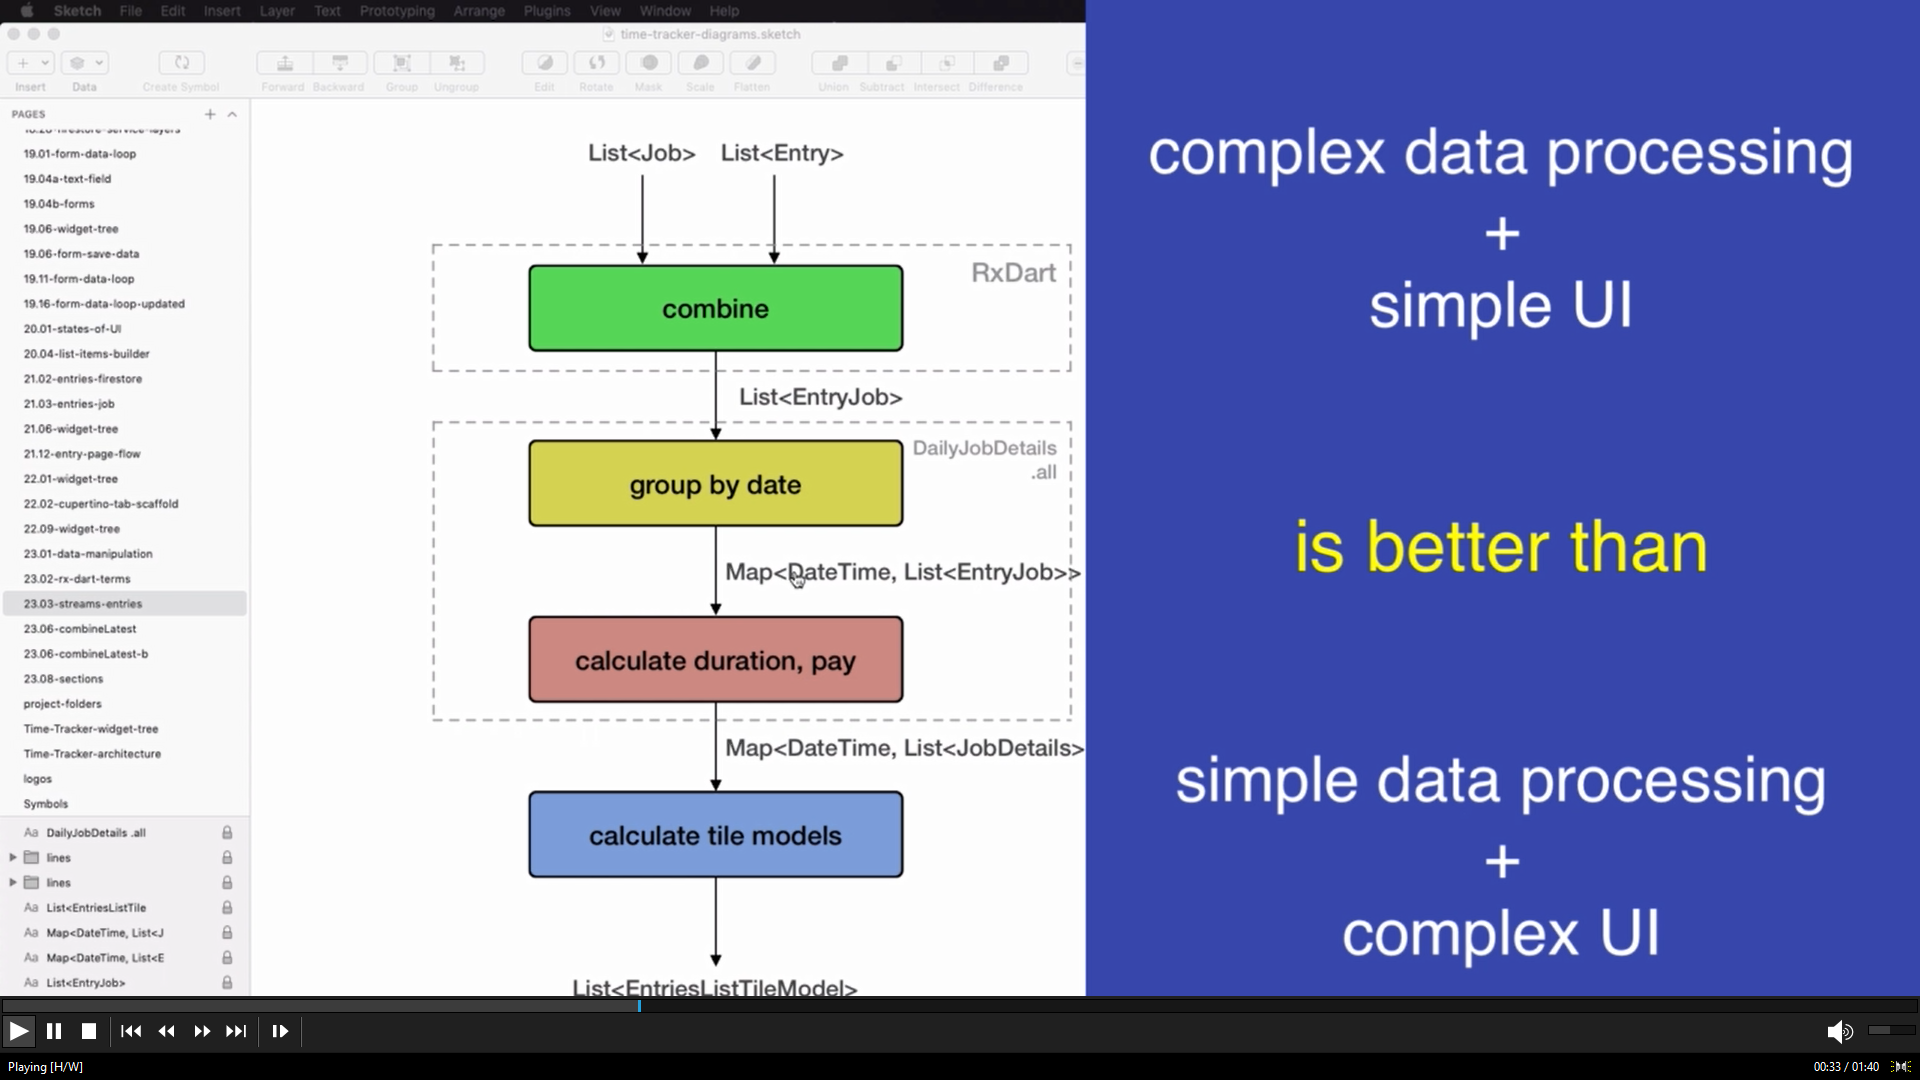 Sketch File Edit Insert Layer Text Prototyping Arrange Plugins View Window Help
time-tracker-diagrams.sketch
Insert Data Create Symbol Forward Backward Group Ungroup Edit Rotate Mask Scale Flatten Union Subtract Intersect Difference
PAGES
19.01-form-data-loop
19.04a-text-field
19.04b-forms
19.06-widget-tree
19.06-form-save-data
19.11-form-data-loop
19.16-form-data-loop-updated
20.01-states-of-UI
20.04-list-items-builder
21.02-entries-firestore
21.03-entries-job
21.06-widget-tree
21.12-entry-page-flow
22.01-widget-tree
22.02-cupertino-tab-scaffold
22.09-widget-tree
23.01-data-manipulation
23.02-rx-dart-terms
23.03-streams-entries
23.06-combineLatest
23.06-combineLatest-b
23.08-sections
project-folders
Time-Tracker-widget-tree
Time-Tracker-architecture
logos
Symbols
Aa DailyJobDetails .all
lines
lines
Aa List<EntriesListTile
Aa Map<DateTime, List<J
Aa Map<DateTime, List<E
Aa List<EntryJob>
List<Job> List<Entry>
RxDart
combine
List<EntryJob>
DailyJobDetails
.all
group by date
Map<DateTime, List<EntryJob>>
calculate duration, pay
Map<DateTime, List<JobDetails>
calculate tile models
List<EntriesListTileModel>
complex data processing
+
simple UI
is better than
simple data processing
+
complex UI
Playing [H/W]
00:33 / 01:40